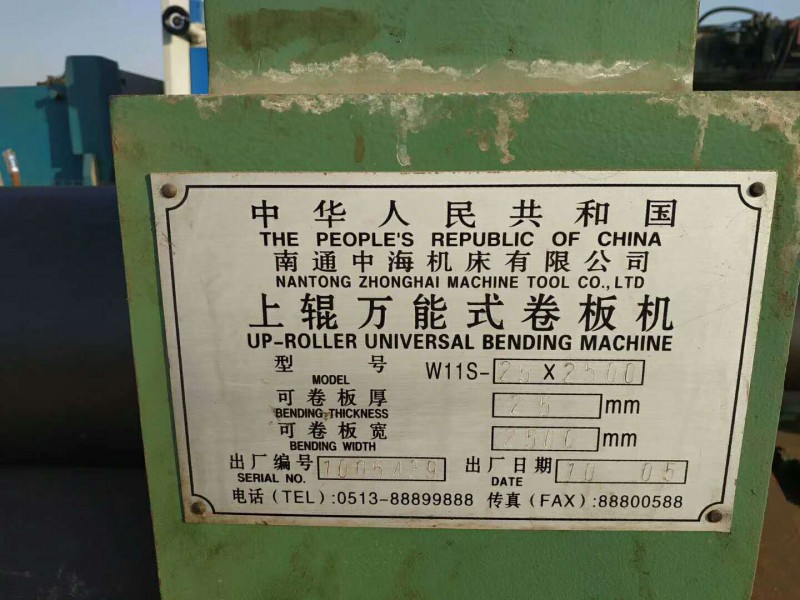 中华人民共和国
THE PEOPLE'S REPUBLIC OF CHINA
南通中海机床有限公司
NANTONG ZHONGHAI MACHINE TOOL CO.,LTD
上辊万能式卷板机
UP-ROLLER UNIVERSAL BENDING MACHINE
型 号 MODEL W11S-25 X 2500
可卷板厚 BENDING THICKNESS 25 mm
可卷板宽 BENDING WIDTH 2500 mm
出厂编号 SERIAL NO. 出厂日期 DATE 10 05
电话(TEL):0513-88899888 传真(FAX):88800588